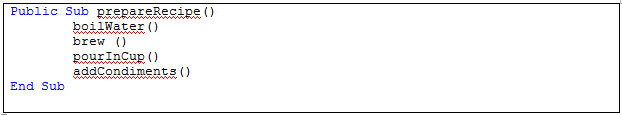 Public Sub prepareRecipe()
boilWater()
brew ()
pourInCup()
addCondiments()
End Sub